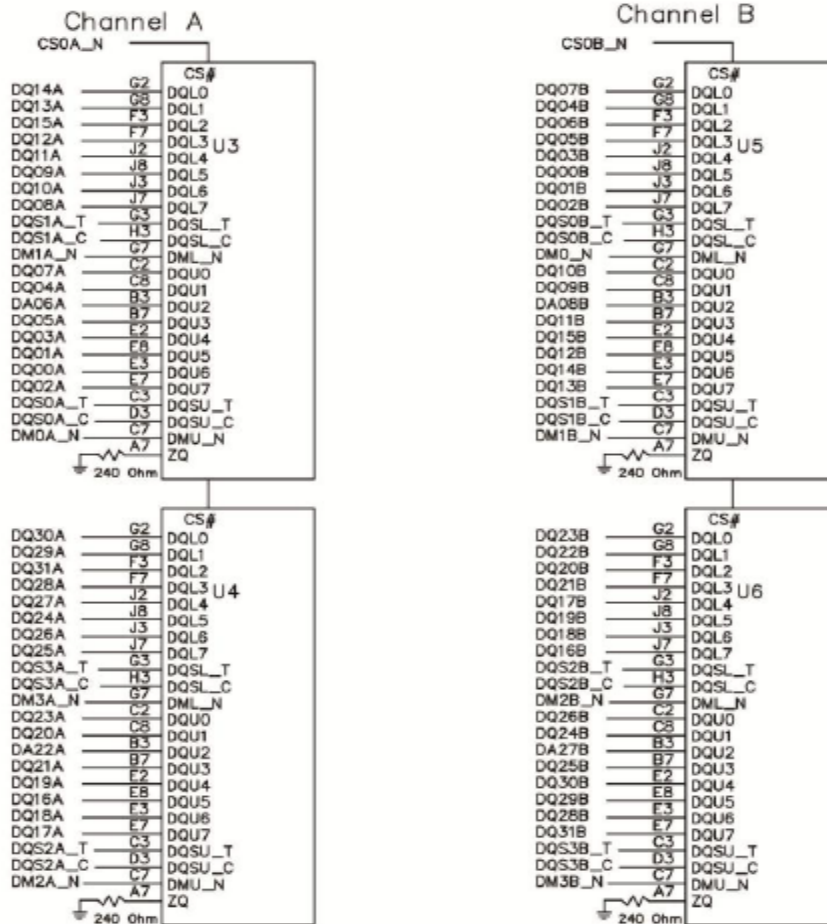 Channel A
CS0A_N
CS#
DQ14A G2 DQL0
DQ13A G8 DQL1
DQ15A F3 DQL2
DQ12A F7 DQL3 U3
DQ11A J2 DQL4
DQ09A J8 DQL5
DQ10A J3 DQL6
DQ08A J7 DQL7
DQS1A_T G3 DQSL_T
DQS1A_C H3 DQSL_C
DM1A_N G7 DML_N
DQ07A C2 DQU0
DQ04A C8 DQU1
DA06A B3 DQU2
DQ05A B7 DQU3
DQ03A E2 DQU4
DQ01A E8 DQU5
DQ00A E3 DQU6
DQ02A E7 DQU7
DQS0A_T C3 DQSU_T
DQS0A_C D3 DQSU_C
DM0A_N C7 DMU_N
A7 ZQ
240 Ohm
CS#
DQ30A G2 DQL0
DQ29A G8 DQL1
DQ31A F3 DQL2
DQ28A F7 DQL3 U4
DQ27A J2 DQL4
DQ24A J8 DQL5
DQ26A J3 DQL6
DQ25A J7 DQL7
DQS3A_T G3 DQSL_T
DQS3A_C H3 DQSL_C
DM3A_N G7 DML_N
DQ23A C2 DQU0
DQ20A C8 DQU1
DA22A B3 DQU2
DQ21A B7 DQU3
DQ19A E2 DQU4
DQ16A E8 DQU5
DQ18A E3 DQU6
DQ17A E7 DQU7
DQS2A_T C3 DQSU_T
DQS2A_C D3 DQSU_C
DM2A_N C7 DMU_N
A7 ZQ
240 Ohm
Channel B
CS0B_N
CS#
DQ07B G2 DQL0
DQ04B G8 DQL1
DQ06B F3 DQL2
DQ05B F7 DQL3 U5
DQ03B J2 DQL4
DQ00B J8 DQL5
DQ01B J3 DQL6
DQ02B J7 DQL7
DQS0B_T G3 DQSL_T
DQS0B_C H3 DQSL_C
DM0_N G7 DML_N
DQ10B C2 DQU0
DQ09B C8 DQU1
DA08B B3 DQU2
DQ11B B7 DQU3
DQ15B E2 DQU4
DQ12B E8 DQU5
DQ14B E3 DQU6
DQ13B E7 DQU7
DQS1B_T C3 DQSU_T
DQS1B_C D3 DQSU_C
DM1B_N C7 DMU_N
A7 ZQ
240 Ohm
CS#
DQ23B G2 DQL0
DQ22B G8 DQL1
DQ20B F3 DQL2
DQ21B F7 DQL3 U6
DQ17B J2 DQL4
DQ19B J8 DQL5
DQ18B J3 DQL6
DQ16B J7 DQL7
DQS2B_T G3 DQSL_T
DQS2B_C H3 DQSL_C
DM2B_N G7 DML_N
DQ26B C2 DQU0
DQ24B C8 DQU1
DA27B B3 DQU2
DQ25B B7 DQU3
DQ30B E2 DQU4
DQ29B E8 DQU5
DQ28B E3 DQU6
DQ31B E7 DQU7
DQS3B_T C3 DQSU_T
DQS3B_C D3 DQSU_C
DM3B_N C7 DMU_N
A7 ZQ
240 Ohm